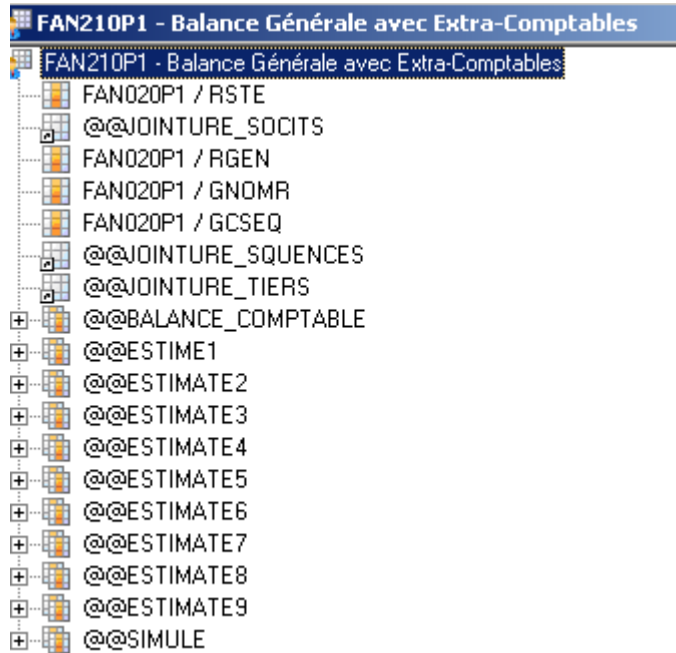 FAN210P1 - Balance Générale avec Extra-Comptables
FAN210P1 - Balance Générale avec Extra-Comptables
FAN020P1 / RSTE
@@JOINTURE_SOCITS
FAN020P1 / RGEN
FAN020P1 / GNOMR
FAN020P1 / GCSEQ
@@JOINTURE_SQUENCES
@@JOINTURE_TIERS
@@BALANCE_COMPTABLE
@@ESTIME1
@@ESTIMATE2
@@ESTIMATE3
@@ESTIMATE4
@@ESTIMATE5
@@ESTIMATE6
@@ESTIMATE7
@@ESTIMATE8
@@ESTIMATE9
@@SIMULE